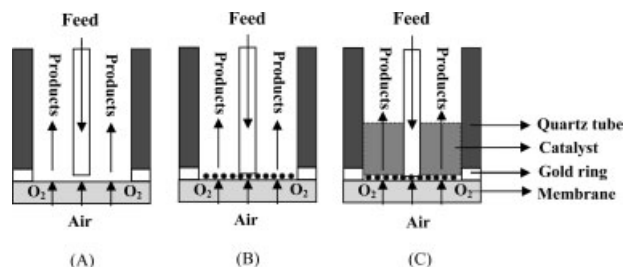 Feed
Products
Products
O2
O2
Air
(A)
Feed
Products
Products
O2
O2
Air
(B)
Feed
Products
Products
O2
O2
Air
(C)
Quartz tube
Catalyst
Gold ring
Membrane